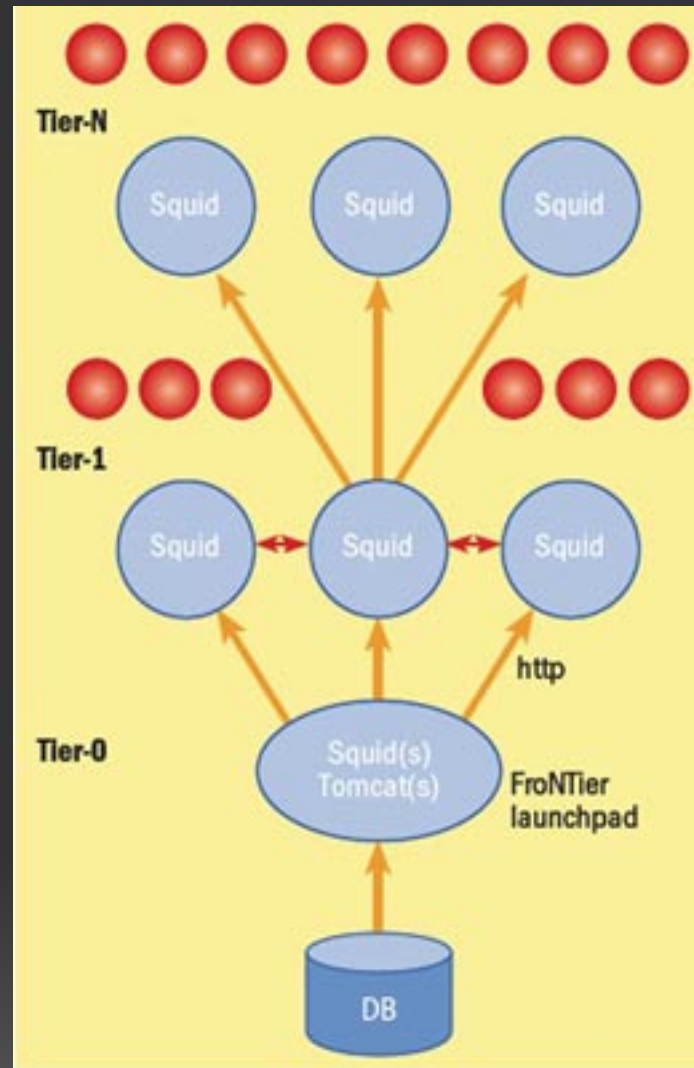 Tier-N
Squid
Squid
Squid
Tier-1
Squid
Squid
Squid
http
Tier-0
Squid(s)
Tomcat(s)
FroNTier
launchpad
DB